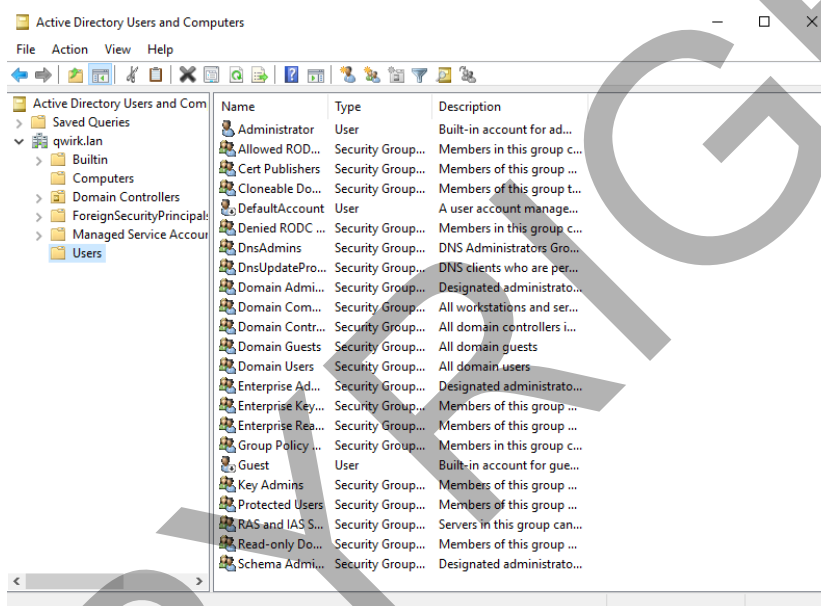 Active Directory Users and Computers
File Action View Help
Active Directory Users and Com
Saved Queries
qwirk.lan
Builtin
Computers
Domain Controllers
ForeignSecurityPrincipals
Managed Service Accour
Users
Name Type Description
Administrator User Built-in account for ad...
Allowed ROD... Security Group... Members in this group c...
Cert Publishers Security Group... Members of this group ...
Cloneable Do... Security Group... Members of this group t...
DefaultAccount User A user account manage...
Denied RODC ... Security Group... Members in this group c...
DnsAdmins Security Group... DNS Administrators Gro...
DnsUpdatePro... Security Group... DNS clients who are per...
Domain Admi... Security Group... Designated administrato...
Domain Com... Security Group... All workstations and ser...
Domain Contr... Security Group... All domain controllers i...
Domain Guests Security Group... All domain guests
Domain Users Security Group... All domain users
Enterprise Ad... Security Group... Designated administrato...
Enterprise Key... Security Group... Members of this group ...
Enterprise Rea... Security Group... Members of this group ...
Group Policy ... Security Group... Members in this group c...
Guest User Built-in account for gue...
Key Admins Security Group... Members of this group ...
Protected Users Security Group... Members of this group ...
RAS and IAS S... Security Group... Servers in this group can...
Read-only Do... Security Group... Members of this group ...
Schema Admi... Security Group... Designated administrato...
PYRIG